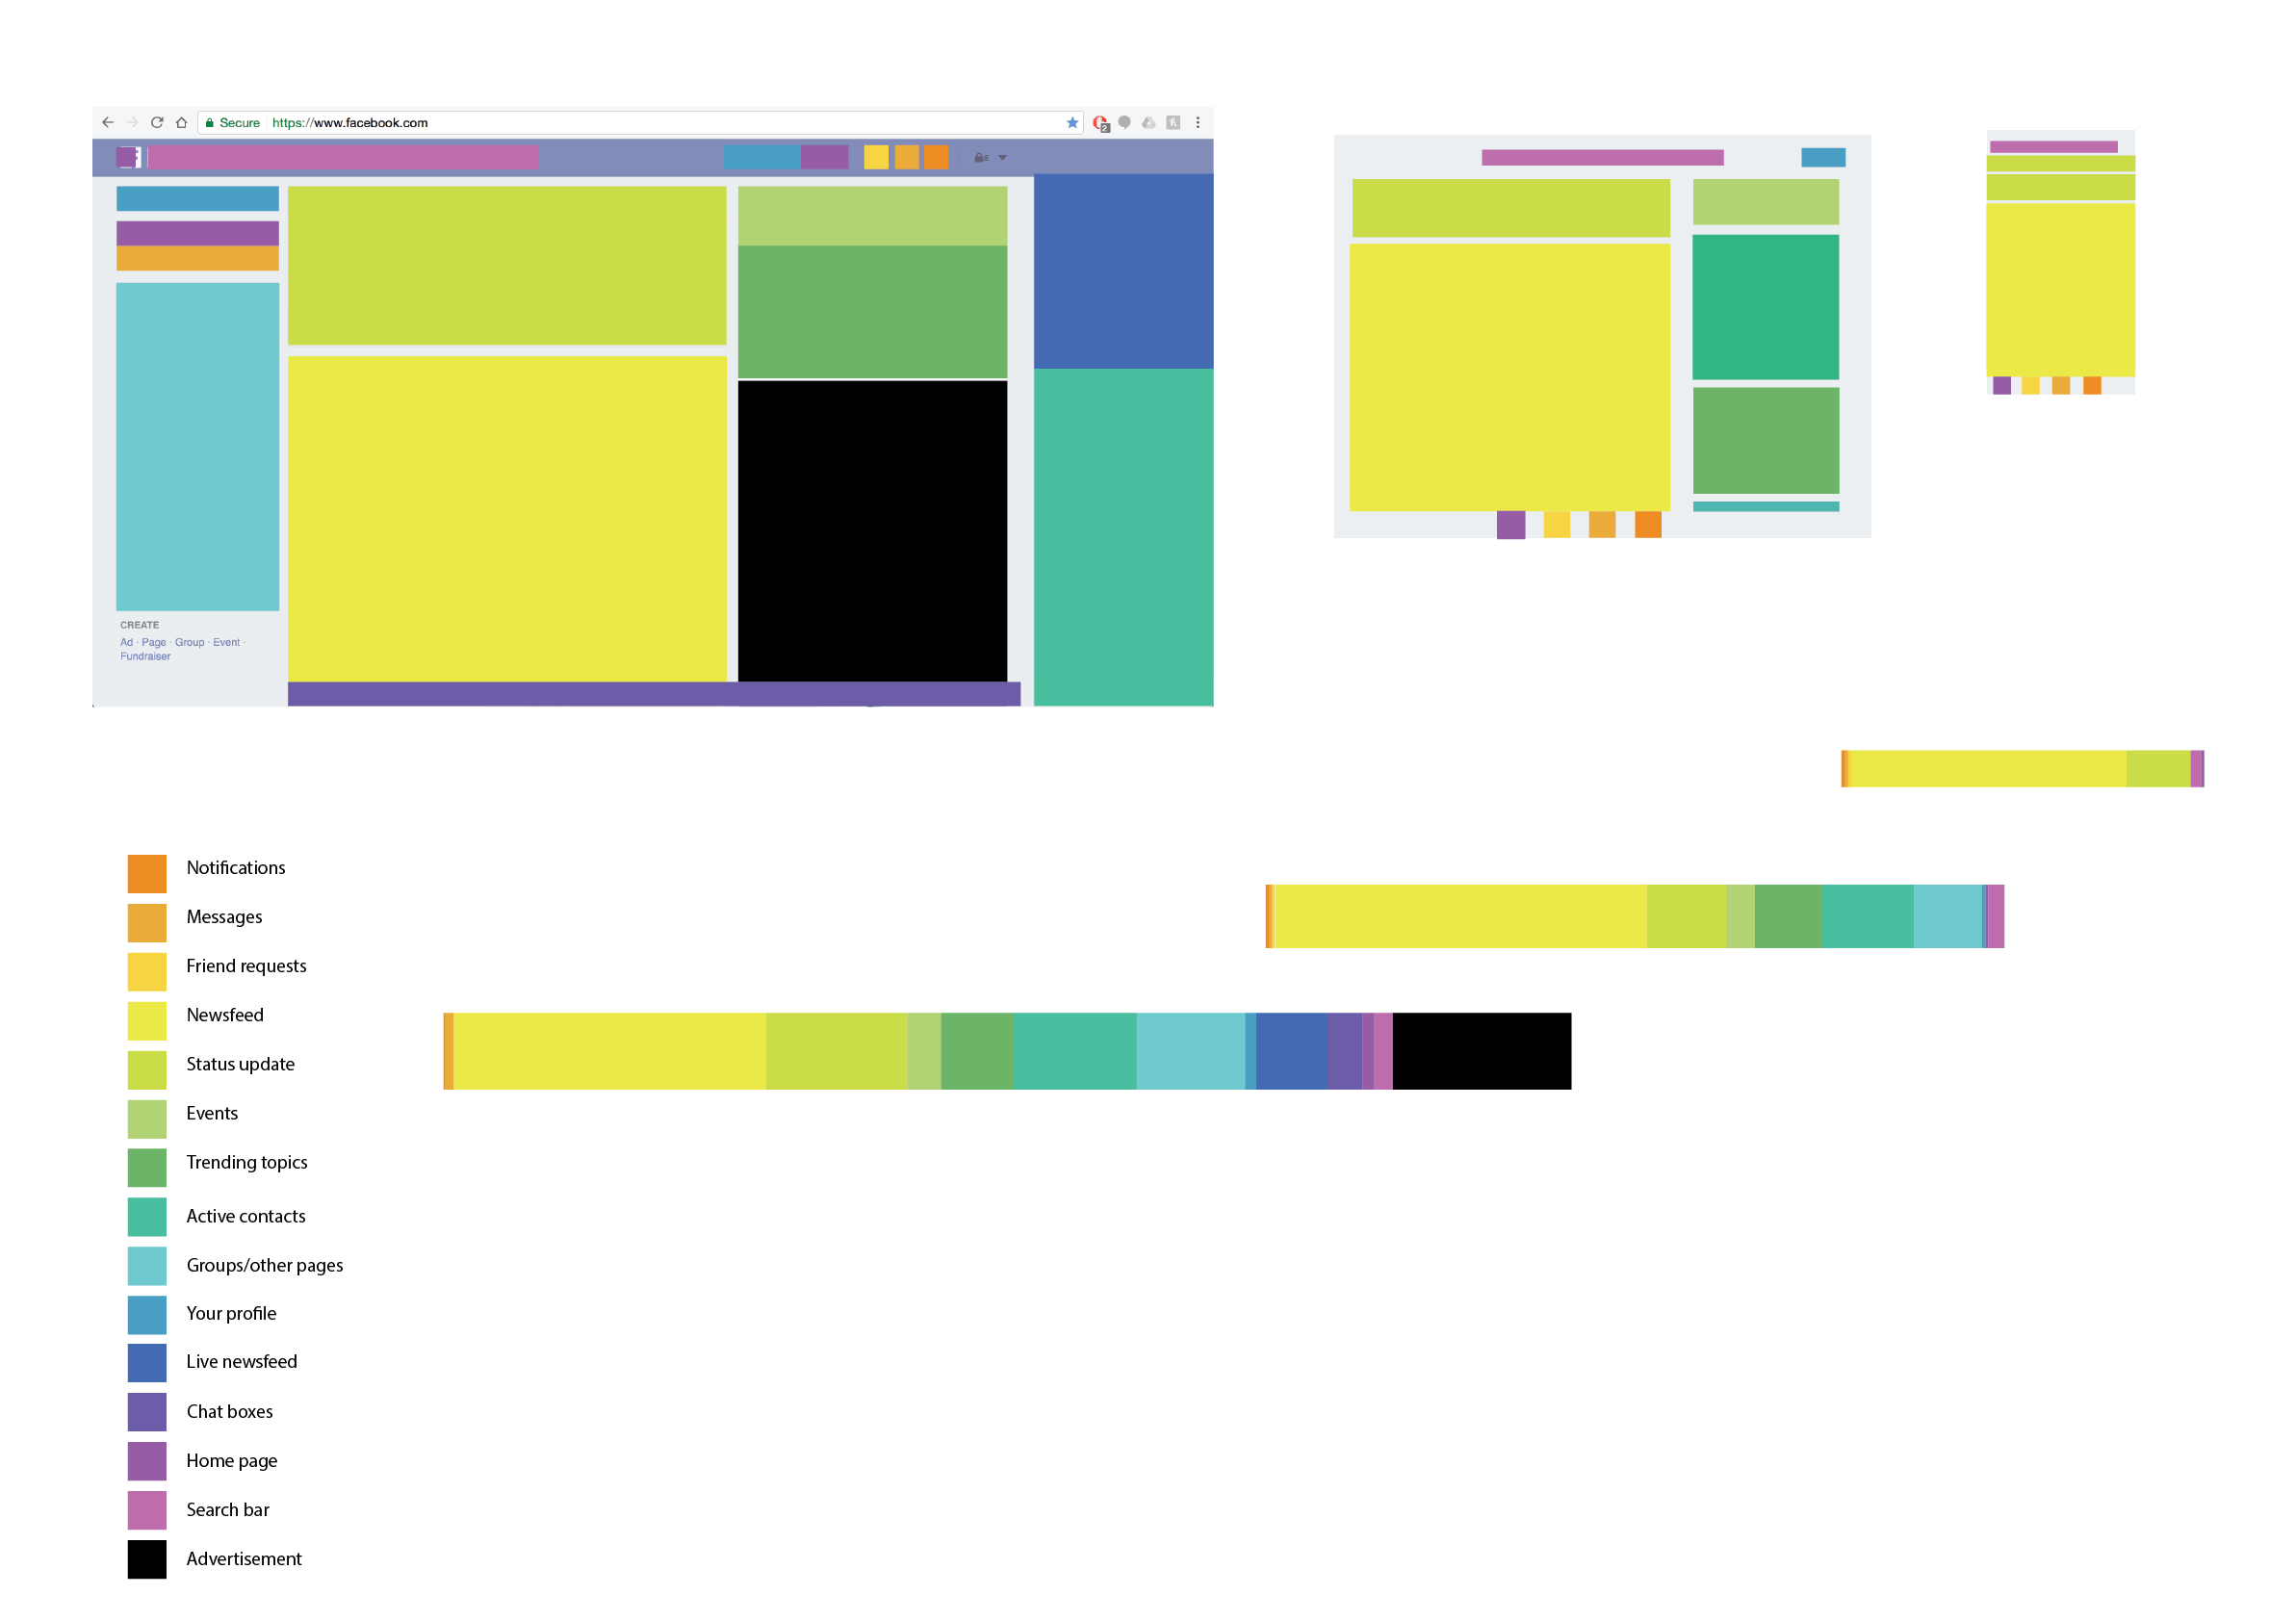 Secure https://www.facebook.com
2
CREATE
Ad · Page · Group · Event ·
Fundraiser
Notifications
Messages
Friend requests
Newsfeed
Status update
Events
Trending topics
Active contacts
Groups/other pages
Your profile
Live newsfeed
Chat boxes
Home page
Search bar
Advertisement